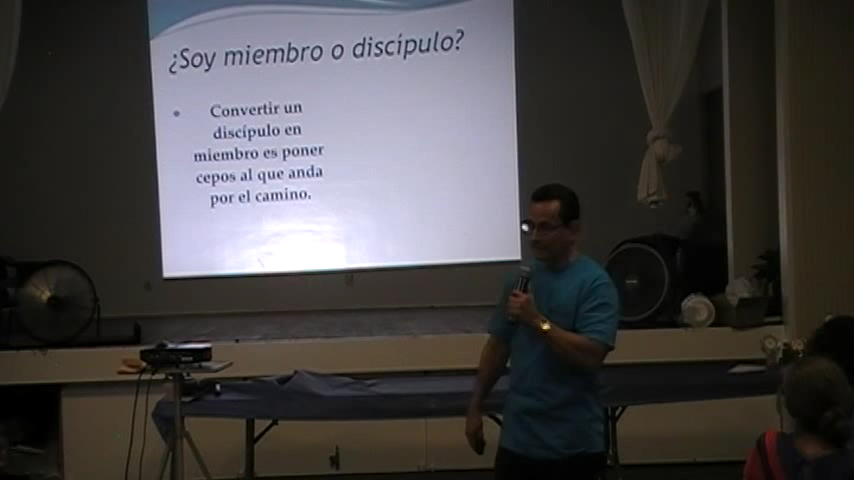 ¿Soy miembro o discípulo?
Convertir un
discípulo en
miembro es poner
cepos al que anda
por el camino.